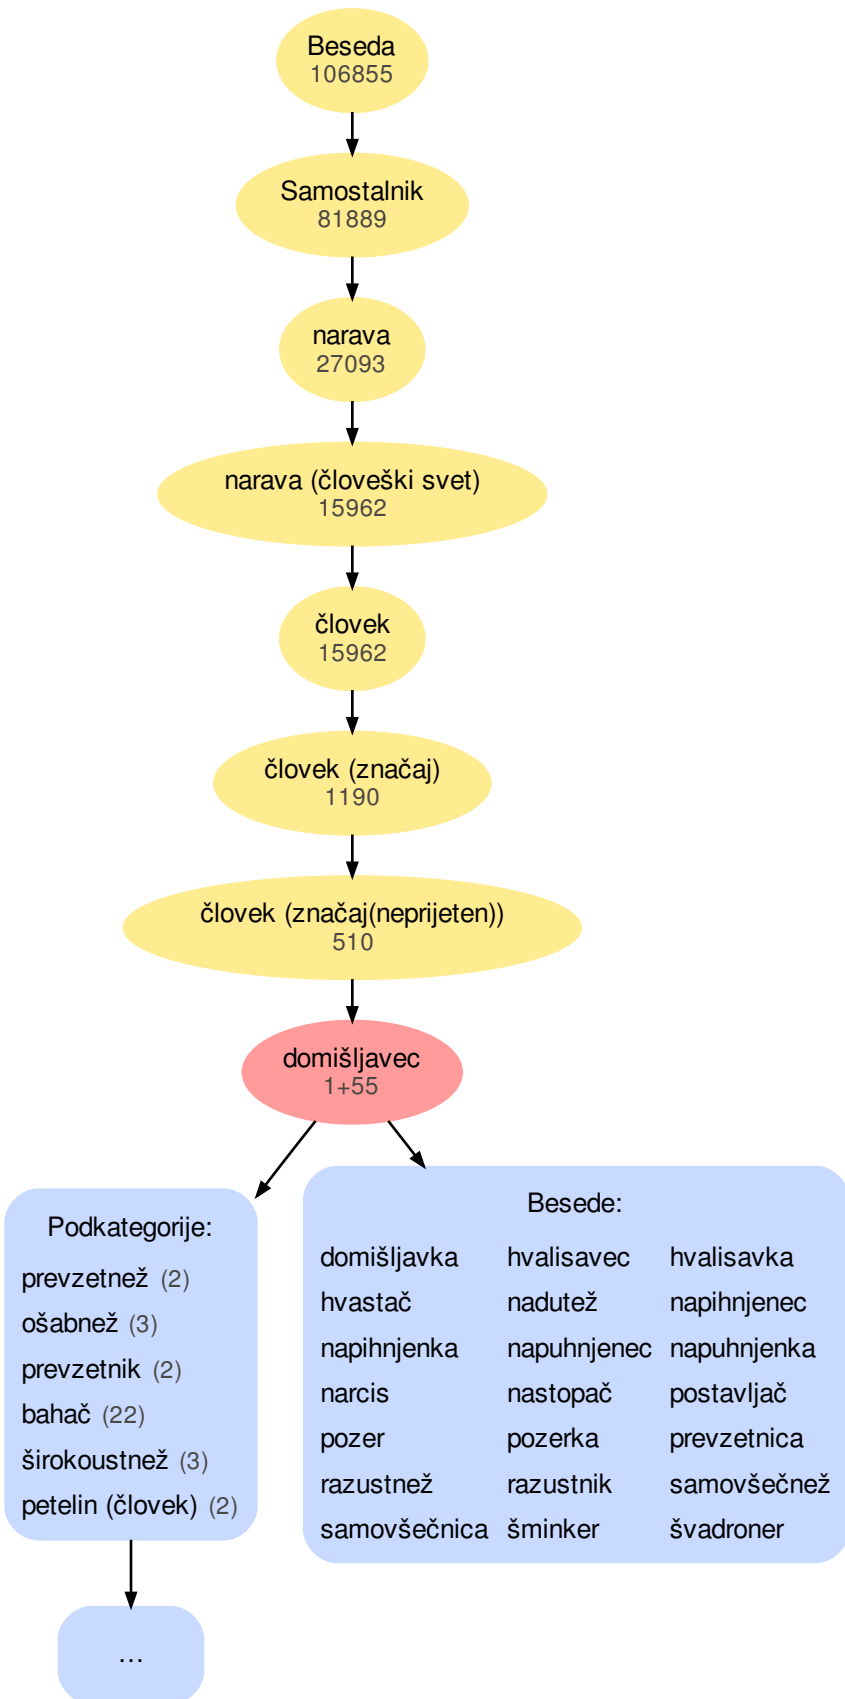 Beseda
106855
Samostalnik
81889
narava
27093
narava (človeški svet)
15962
človek
15962
človek (značaj)
1190
človek (značaj(neprijeten))
510
domišljavec
1+55
Podkategorije:
prevzetnež (2)
ošabnež (3)
prevzetnik (2)
bahač (22)
širokoustnež (3)
petelin (človek) (2)
...
Besede:
domišljavka hvalisavec hvalisavka
hvastač nadutež napihnjenec
napihnjenka napuhnjenec napuhnjenka
narcis nastopač postavljač
pozer pozerka prevzetnica
razustnež razustnik samovšečnež
samovšečnica šminker švadroner